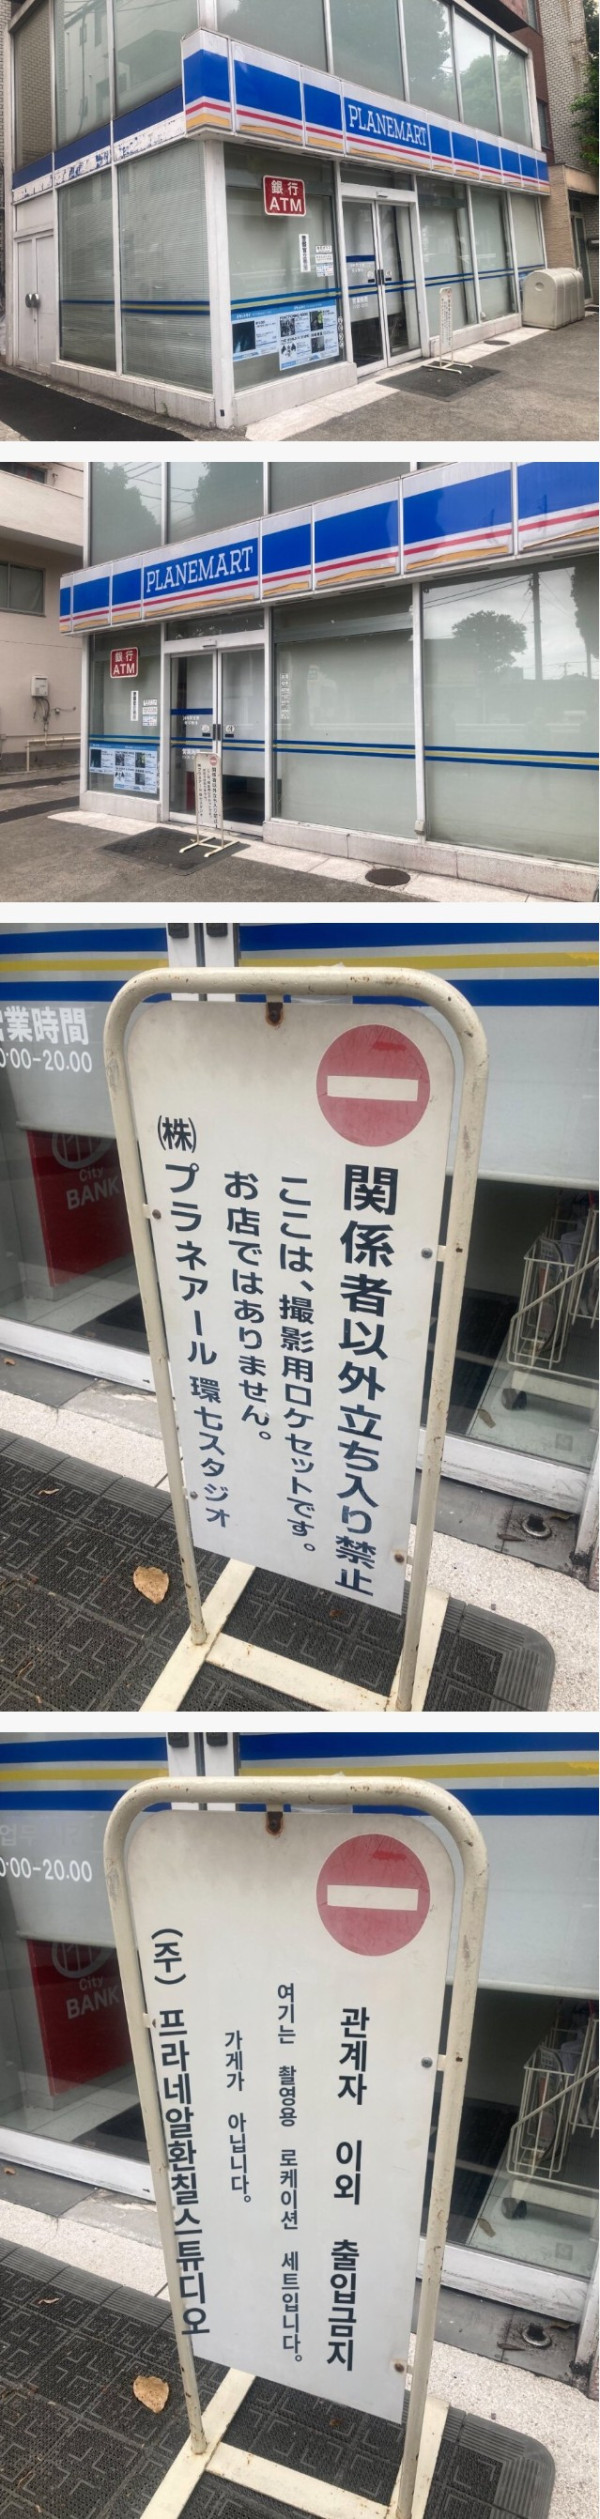 PLANEMART
銀行
ATM
PLANEMART
銀行
ATM
業時間
0:00-20.00
City
BANK
関係者以外立ち入り禁止
ここは、撮影用ロケセットです。
お店ではありません。
㈱プラネアール 環七スタジオ
0:00-20.00
City
BANK
관계자 이외 출입금지
여기는 촬영용 로케이션 세트입니다.
가게가 아닙니다.
(주) 프라네알환칠스튜디오